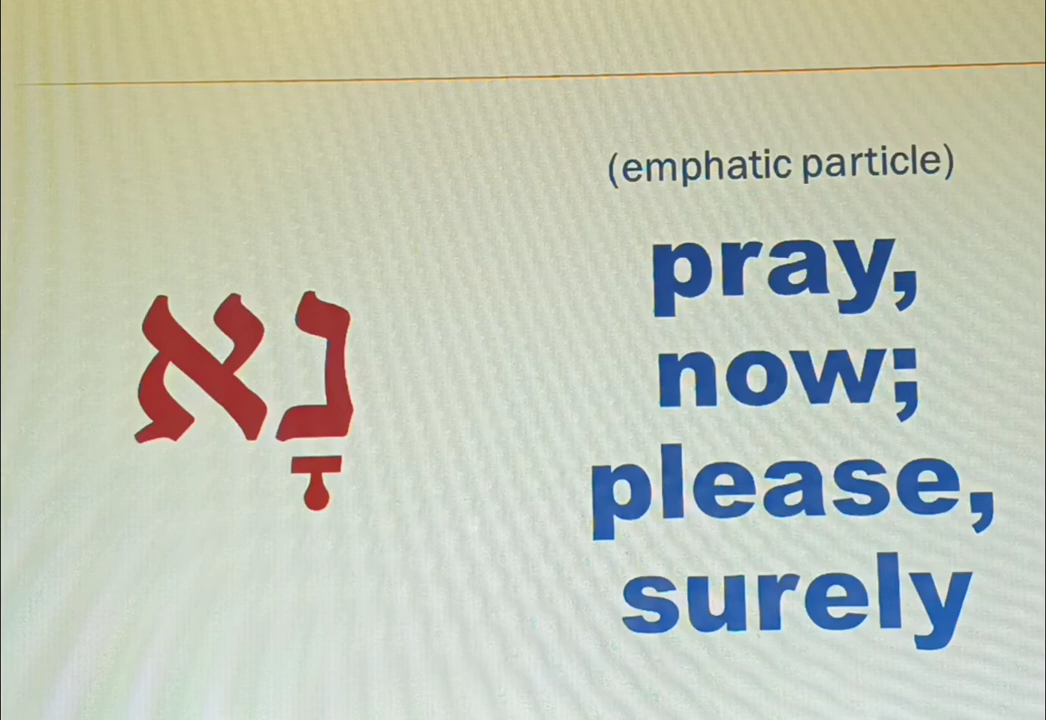 (emphatic particle)
נָא
pray,
now;
please,
surely